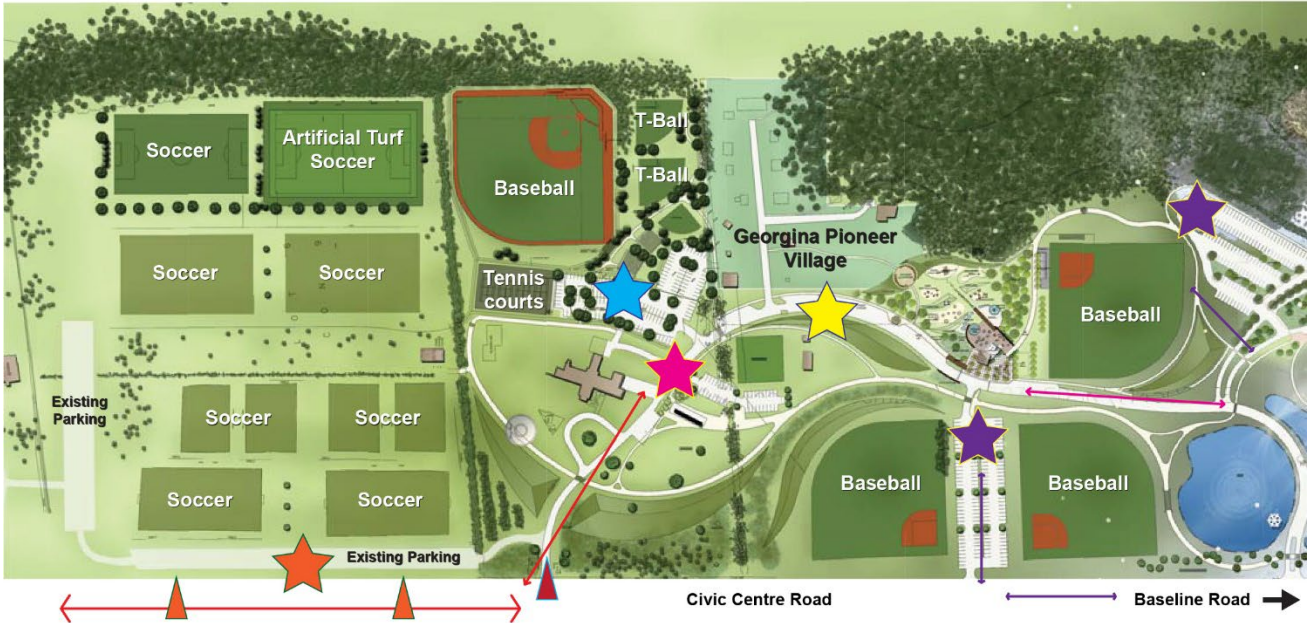 T-Ball
Soccer
Artificial Turf
Soccer
T-Ball
Baseball
Georgina Pioneer
Village
Soccer
Soccer
Tennis
courts
Baseball
Existing
Parking
Soccer
Soccer
Baseball
Baseball
Soccer
Soccer
Existing Parking
Civic Centre Road
Baseline Road